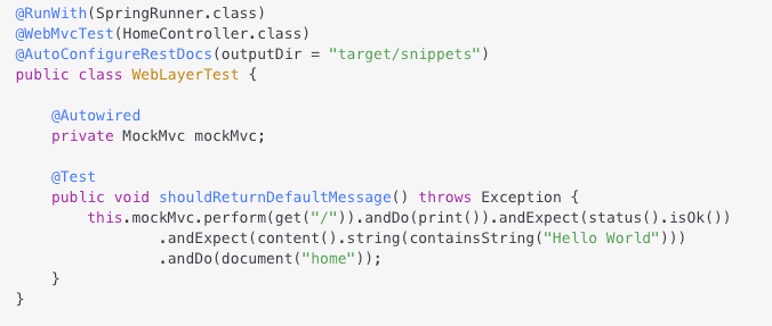 @RunWith(SpringRunner.class)
@WebMvcTest(HomeController.class)
@AutoConfigureRestDocs(outputDir = "target/snippets")
public class WebLayerTest {
@Autowired
private MockMvc mockMvc;
@Test
public void shouldReturnDefaultMessage() throws Exception {
this.mockMvc.perform(get("/")).andDo(print()).andExpect(status().isOk())
.andExpect(content().string(containsString("Hello World")))
.andDo(document("home"));
}
}